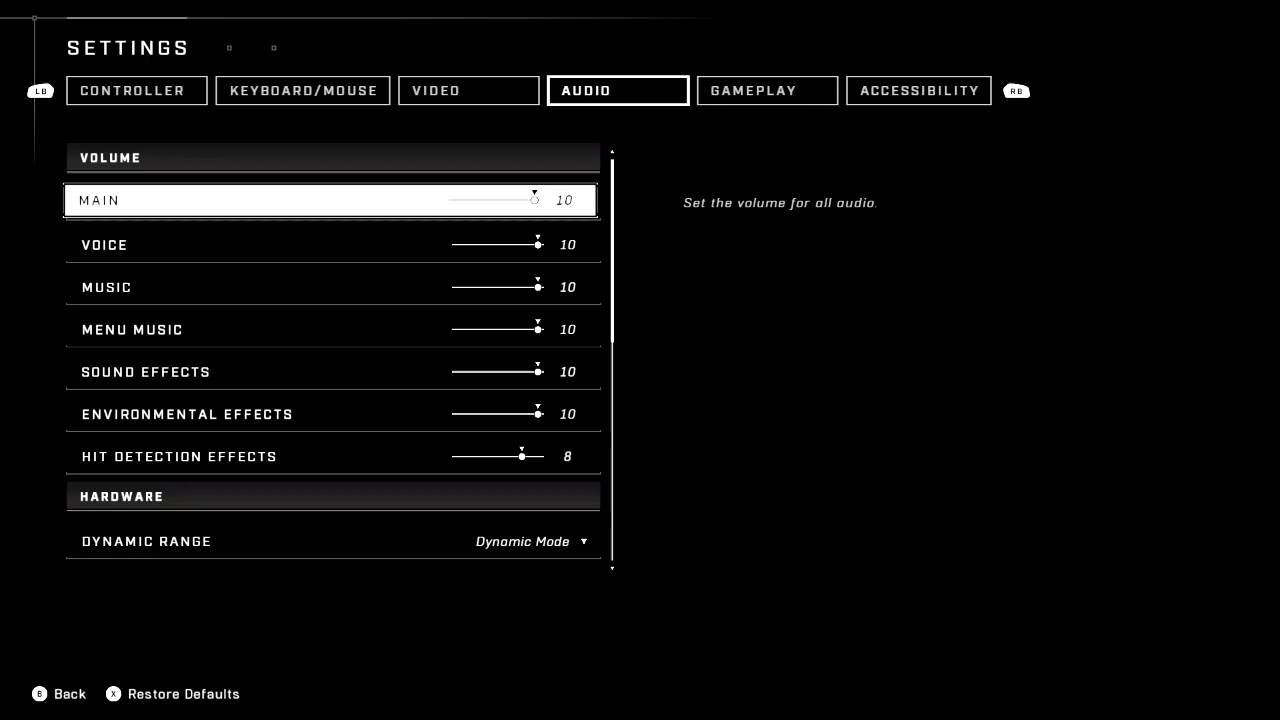 SETTINGS
LB CONTROLLER KEYBOARD/MOUSE VIDEO AUDIO GAMEPLAY ACCESSIBILITY RB
VOLUME
MAIN 10
Set the volume for all audio.
VOICE 10
MUSIC 10
MENU MUSIC 10
SOUND EFFECTS 10
ENVIRONMENTAL EFFECTS 10
HIT DETECTION EFFECTS 8
HARDWARE
DYNAMIC RANGE Dynamic Mode
B Back X Restore Defaults